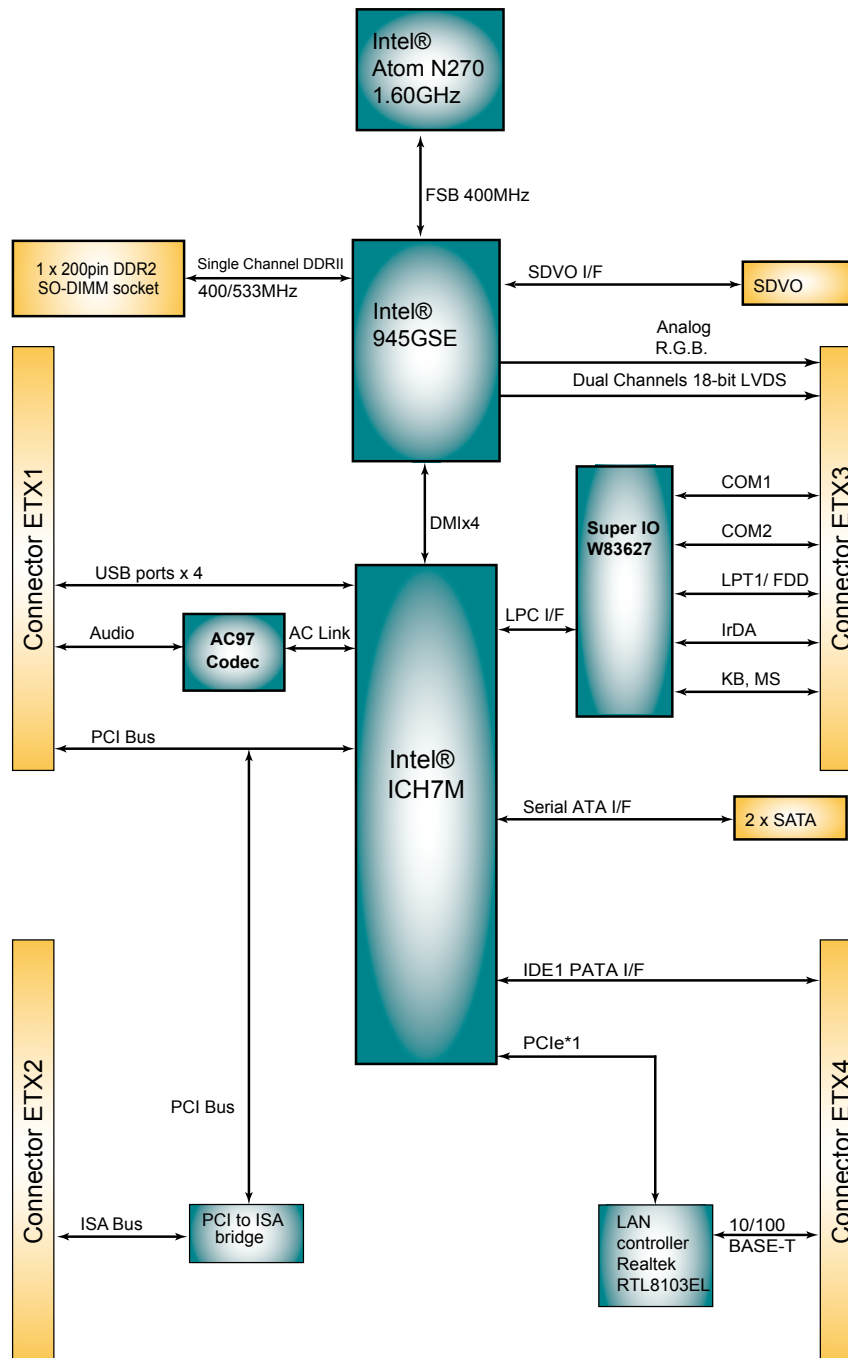 Intel®
Atom N270
1.60GHz
FSB 400MHz
1 x 200pin DDR2
SO-DIMM socket
Single Channel DDRII
400/533MHz
Intel®
945GSE
SDVO I/F
SDVO
Analog
R.G.B.
Dual Channels 18-bit LVDS
Connector ETX1
DMIx4
Super IO
W83627
COM1
COM2
LPT1/ FDD
IrDA
KB, MS
Connector ETX3
USB ports x 4
Audio
AC97
Codec
AC Link
LPC I/F
PCI Bus
Intel®
ICH7M
Serial ATA I/F
2 x SATA
IDE1 PATA I/F
PCIe*1
Connector ETX2
PCI Bus
ISA Bus
PCI to ISA
bridge
LAN
controller
Realtek
RTL8103EL
10/100
BASE-T
Connector ETX4